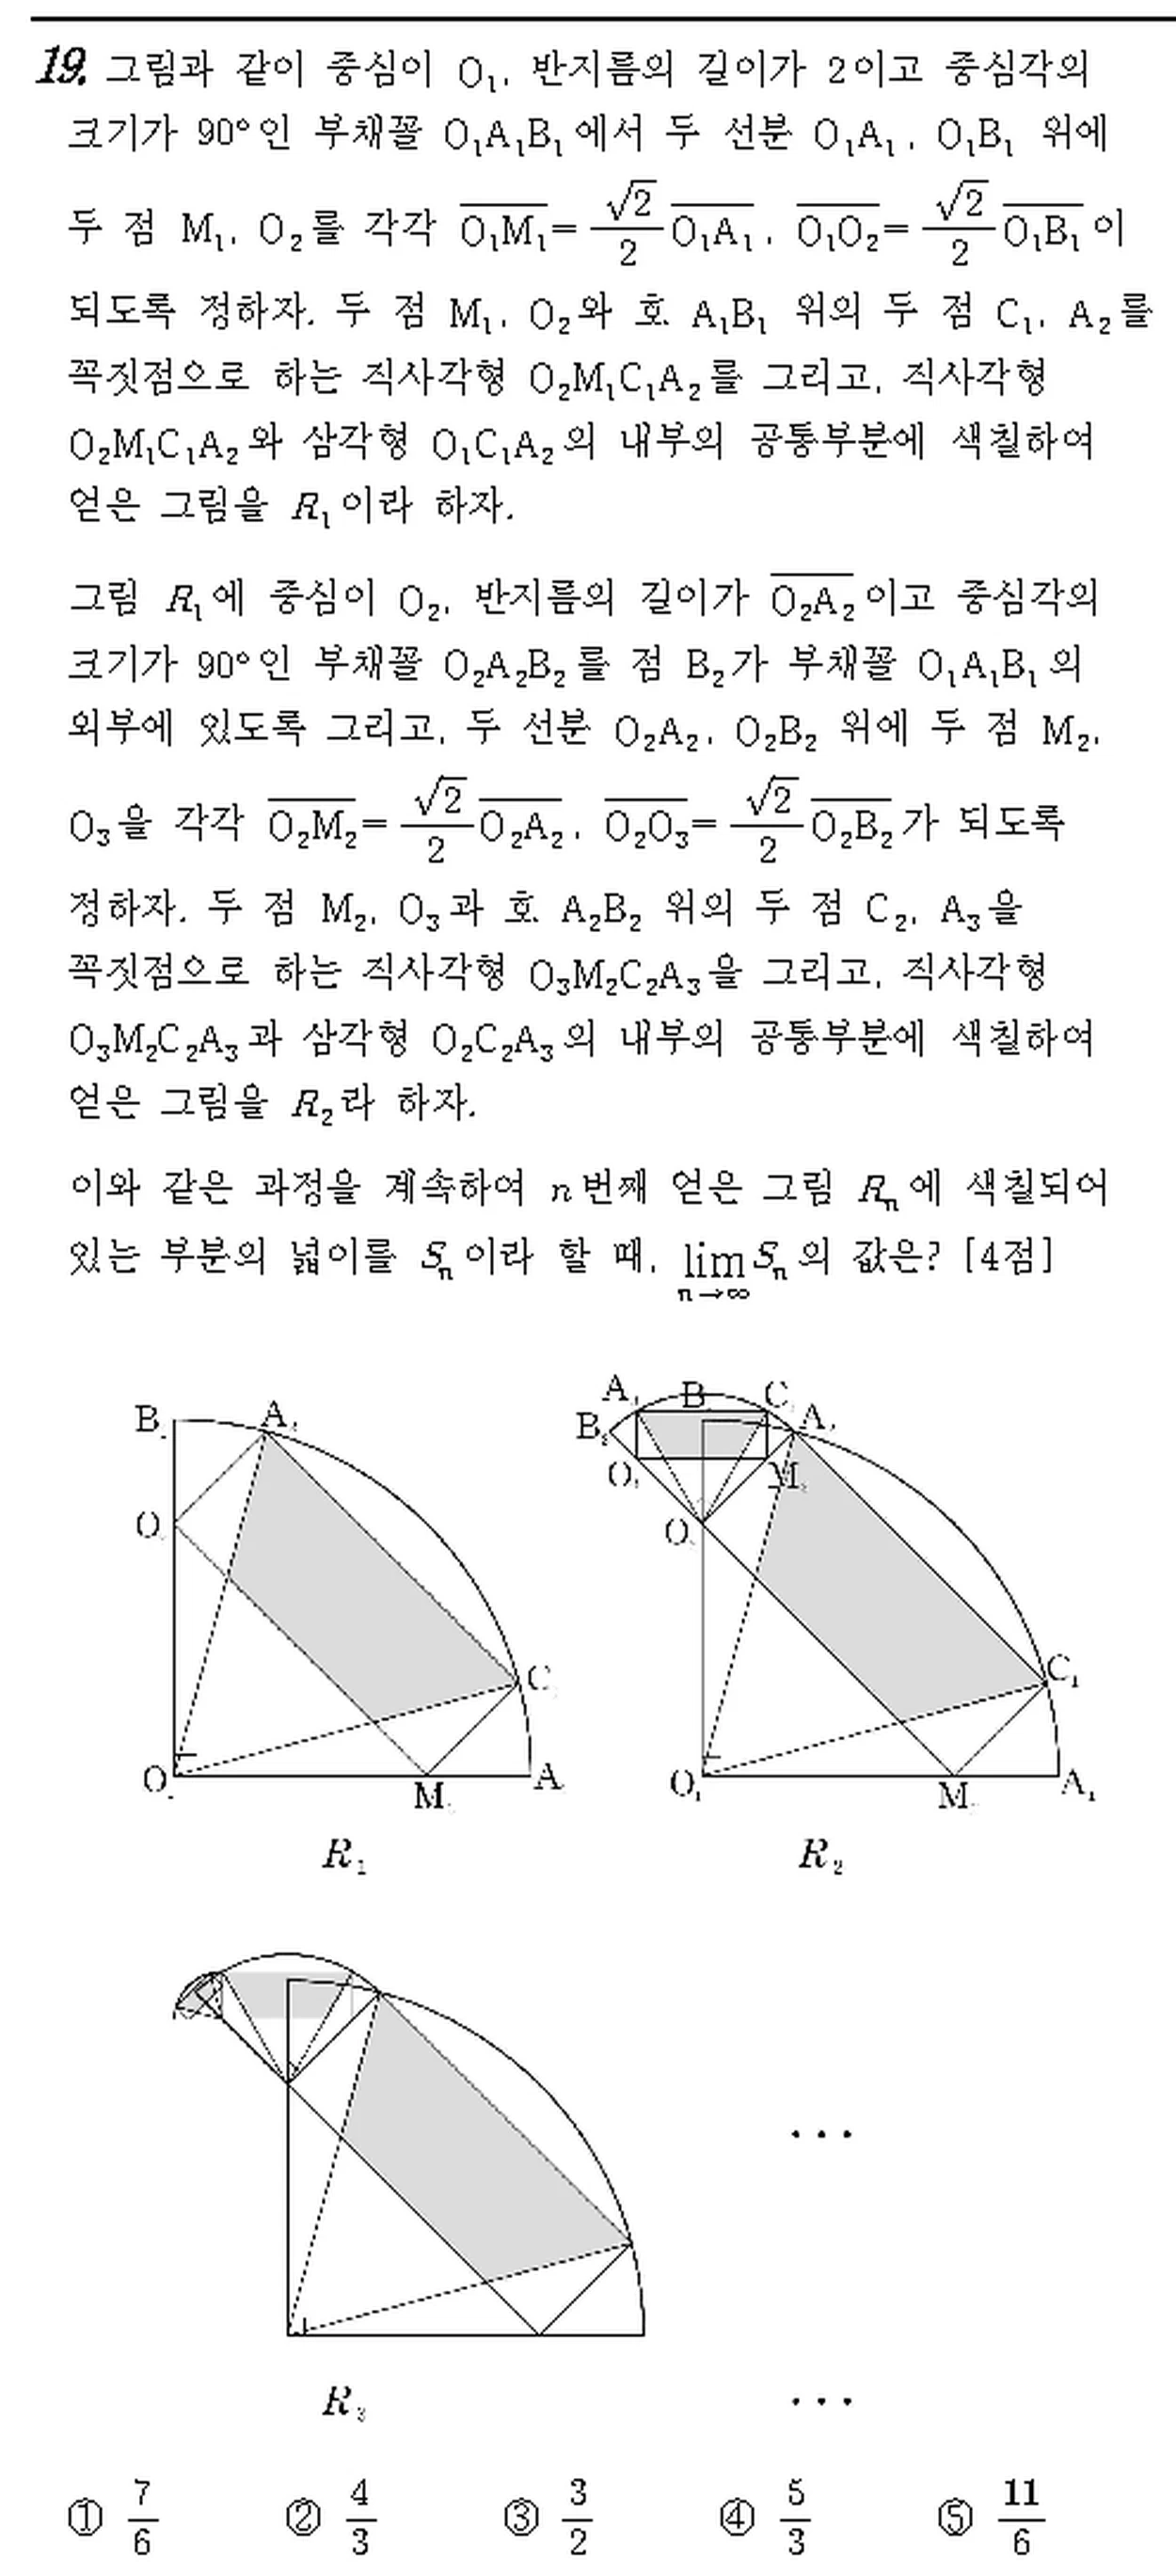 19. 그림과 같이 중심이 O₁, 반지름의 길이가 2이고 중심각의
크기가 90°인 부채꼴 O₁A₁B₁에서 두 선분 O₁A₁, O₁B₁ 위에
두 점 M₁, O₂를 각각 O₁M₁=√2/2 O₁A₁, O₁O₂=√2/2 O₁B₁이
되도록 정하자. 두 점 M₁, O₂와 호 A₁B₁ 위의 두 점 C₁, A₂를
꼭짓점으로 하는 직사각형 O₂M₁C₁A₂를 그리고, 직사각형
O₂M₁C₁A₂와 삼각형 O₁C₁A₂의 내부의 공통부분에 색칠하여
얻은 그림을 R₁이라 하자.
그림 R₁에 중심이 O₂, 반지름의 길이가 O₂A₂이고 중심각의
크기가 90°인 부채꼴 O₂A₂B₂를 점 B₂가 부채꼴 O₁A₁B₁의
외부에 있도록 그리고, 두 선분 O₂A₂, O₂B₂ 위에 두 점 M₂,
O₃을 각각 O₂M₂=√2/2 O₂A₂, O₂O₃=√2/2 O₂B₂가 되도록
정하자. 두 점 M₂, O₃과 호 A₂B₂ 위의 두 점 C₂, A₃을
꼭짓점으로 하는 직사각형 O₃M₂C₂A₃을 그리고, 직사각형
O₃M₂C₂A₃과 삼각형 O₂C₂A₃의 내부의 공통부분에 색칠하여
얻은 그림을 R₂라 하자.
이와 같은 과정을 계속하여 n번째 얻은 그림 Rₙ에 색칠되어
있는 부분의 넓이를 Sₙ이라 할 때, lim n→∞ Sₙ의 값은? [4점]
B A
O
C
O M A
R₁
A B C A
B
O M
O
C₁
O₁ M A₁
R₂
...
R₃
...
① 7/6 ② 4/3 ③ 3/2 ④ 5/3 ⑤ 11/6